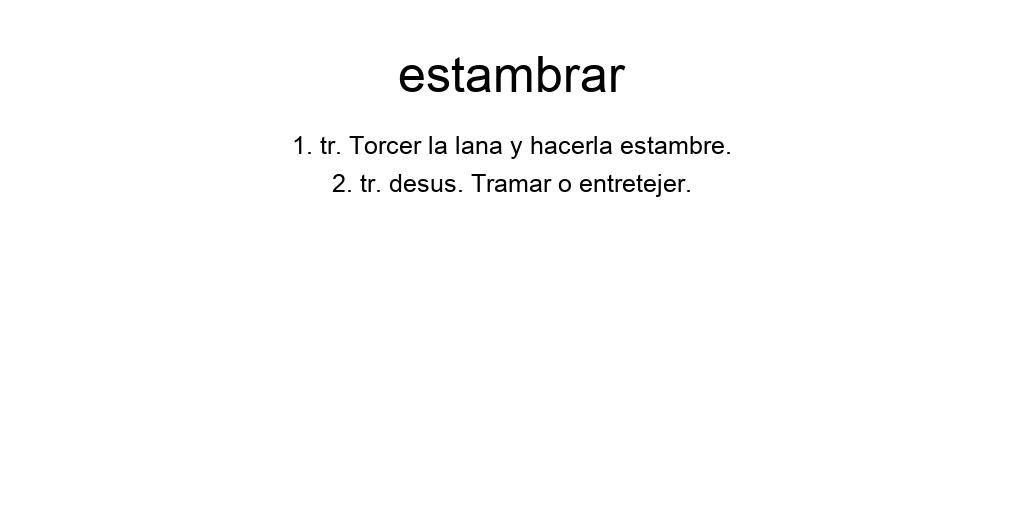 estambrar
1. tr. Torcer la lana y hacerla estambre.
2. tr. desus. Tramar o entretejer.